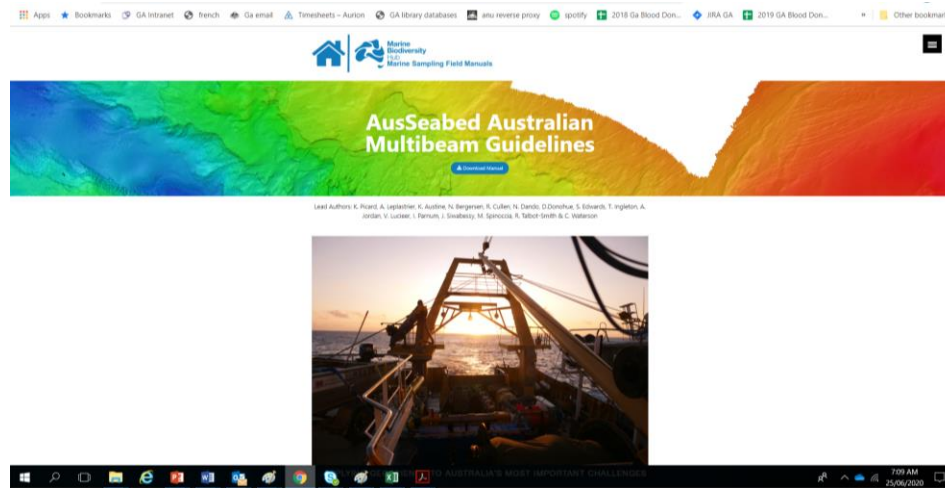 Apps Bookmarks GA Intranet french Ga email Timesheets – Aurion GA library databases anu reverse proxy spotify 2018 Ga Blood Don... JIRA GA 2019 GA Blood Don... » Other bookmar
Marine
Biodiversity
Hub
Marine Sampling Field Manuals
AusSeabed Australian
Multibeam Guidelines
Download Manual
Lead Authors: K. Picard, A. Leplastrier, K. Austine, N. Bergersen, R. Cullen, N. Dando, D.Donohue, S. Edwards, T. Ingleton, A.
Jordan, V. Lucieer, I. Parnum, J. Siwabessy, M. Spinoccia, R. Talbot-Smith & C. Waterson
TO AUSTRALIA'S MOST IMPORTANT CHALLENGES
7:09 AM
25/06/2020